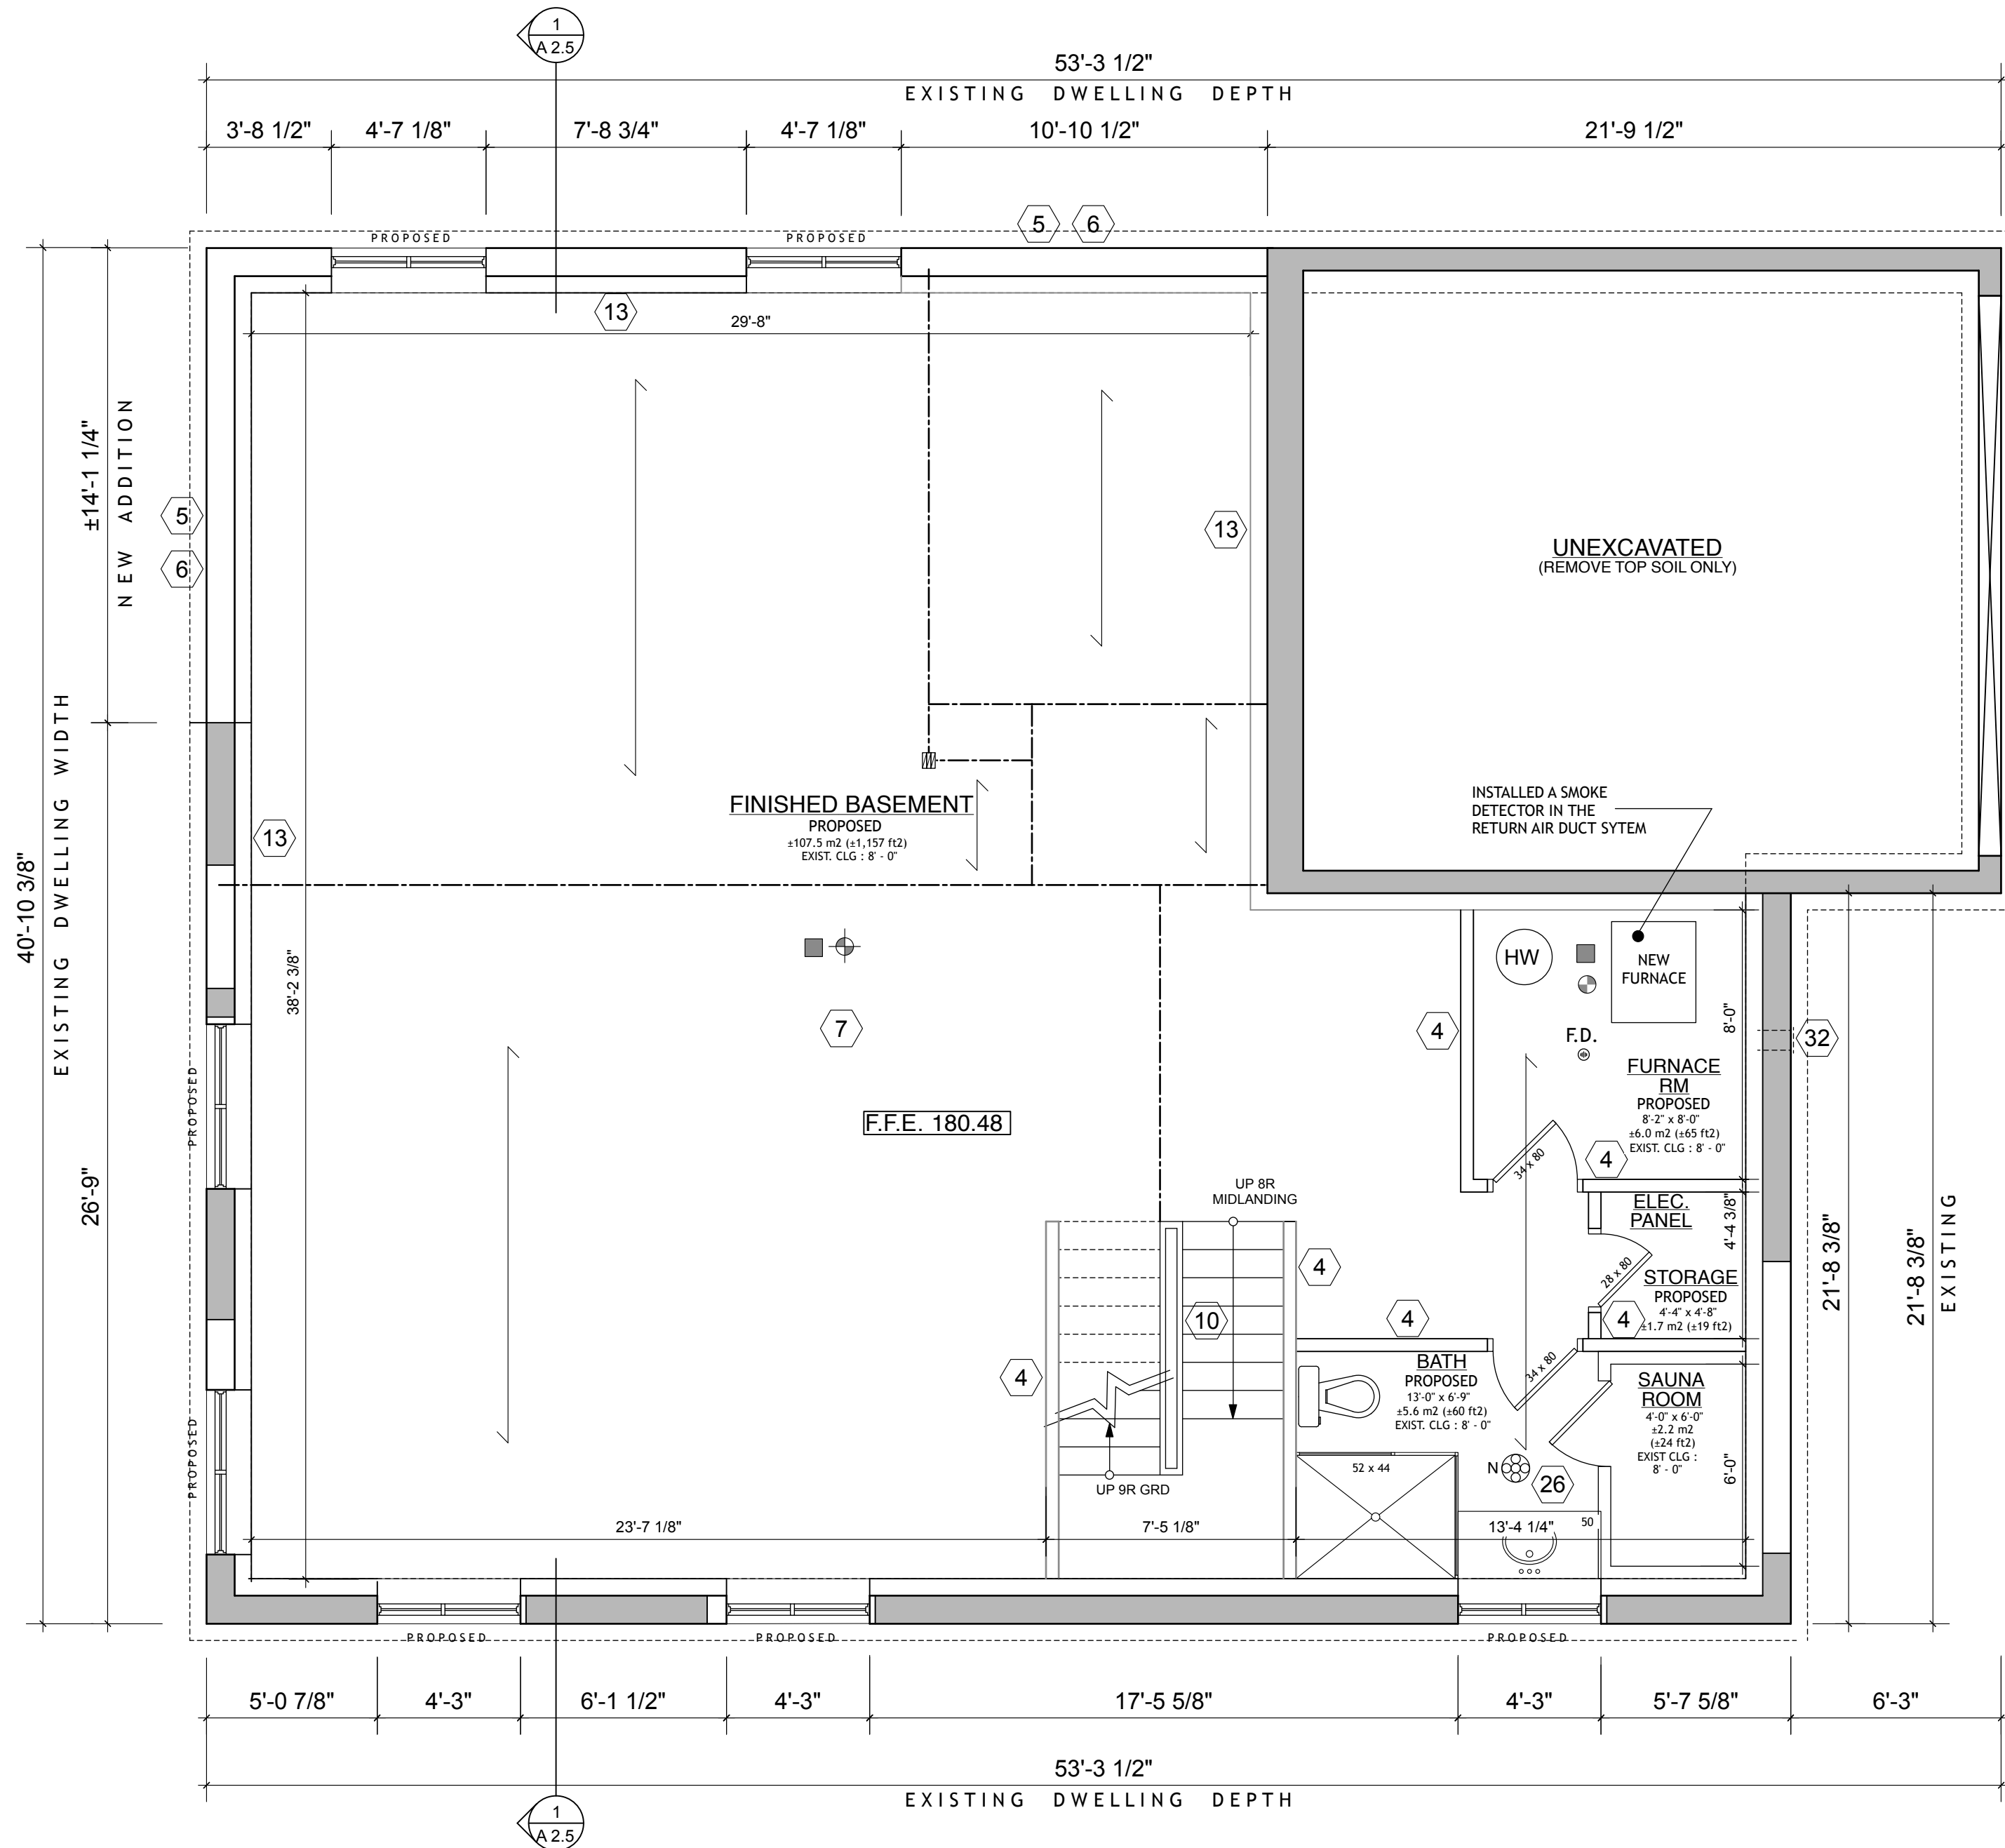 1
A 2.5
53'-3 1/2"
EXISTING DWELLING DEPTH
3'-8 1/2"
4'-7 1/8"
7'-8 3/4"
4'-7 1/8"
10'-10 1/2"
21'-9 1/2"
PROPOSED
PROPOSED
5
6
13
29'-8"
40'-10 3/8"
EXISTING DWELLING WIDTH
±14'-1 1/4"
NEW ADDITION
26'-9"
5
6
13
13
38'-2 3/8"
UNEXCAVATED
(REMOVE TOP SOIL ONLY)
INSTALLED A SMOKE
DETECTOR IN THE
RETURN AIR DUCT SYTEM
FINISHED BASEMENT
PROPOSED
±107.5 m2 (±1,157 ft2)
EXIST. CLG : 8' - 0"
7
F.F.E. 180.48
HW
NEW
FURNACE
4
F.D.
8'-0"
32
FURNACE
RM
PROPOSED
8'-2" x 8'-0"
±6.0 m2 (±65 ft2)
EXIST. CLG : 8' - 0"
4
34 x 80
PROPOSED
UP 8R
MIDLANDING
ELEC.
PANEL
4'-4 3/8"
28 x 80
STORAGE
PROPOSED
4'-4" x 4'-8"
±1.7 m2 (±19 ft2)
4
4
4
10
4
21'-8 3/8"
21'-8 3/8"
EXISTING
BATH
PROPOSED
13'-0" x 6'-9"
±5.6 m2 (±60 ft2)
EXIST. CLG : 8' - 0"
34 x 80
SAUNA
ROOM
4'-0" x 6'-0"
±2.2 m2
(±24 ft2)
EXIST CLG :
8' - 0"
6'-0"
PROPOSED
52 x 44
N
26
UP 9R GRD
23'-7 1/8"
7'-5 1/8"
13'-4 1/4"
50
PROPOSED
PROPOSED
PROPOSED
5'-0 7/8"
4'-3"
6'-1 1/2"
4'-3"
17'-5 5/8"
4'-3"
5'-7 5/8"
6'-3"
53'-3 1/2"
EXISTING DWELLING DEPTH
1
A 2.5